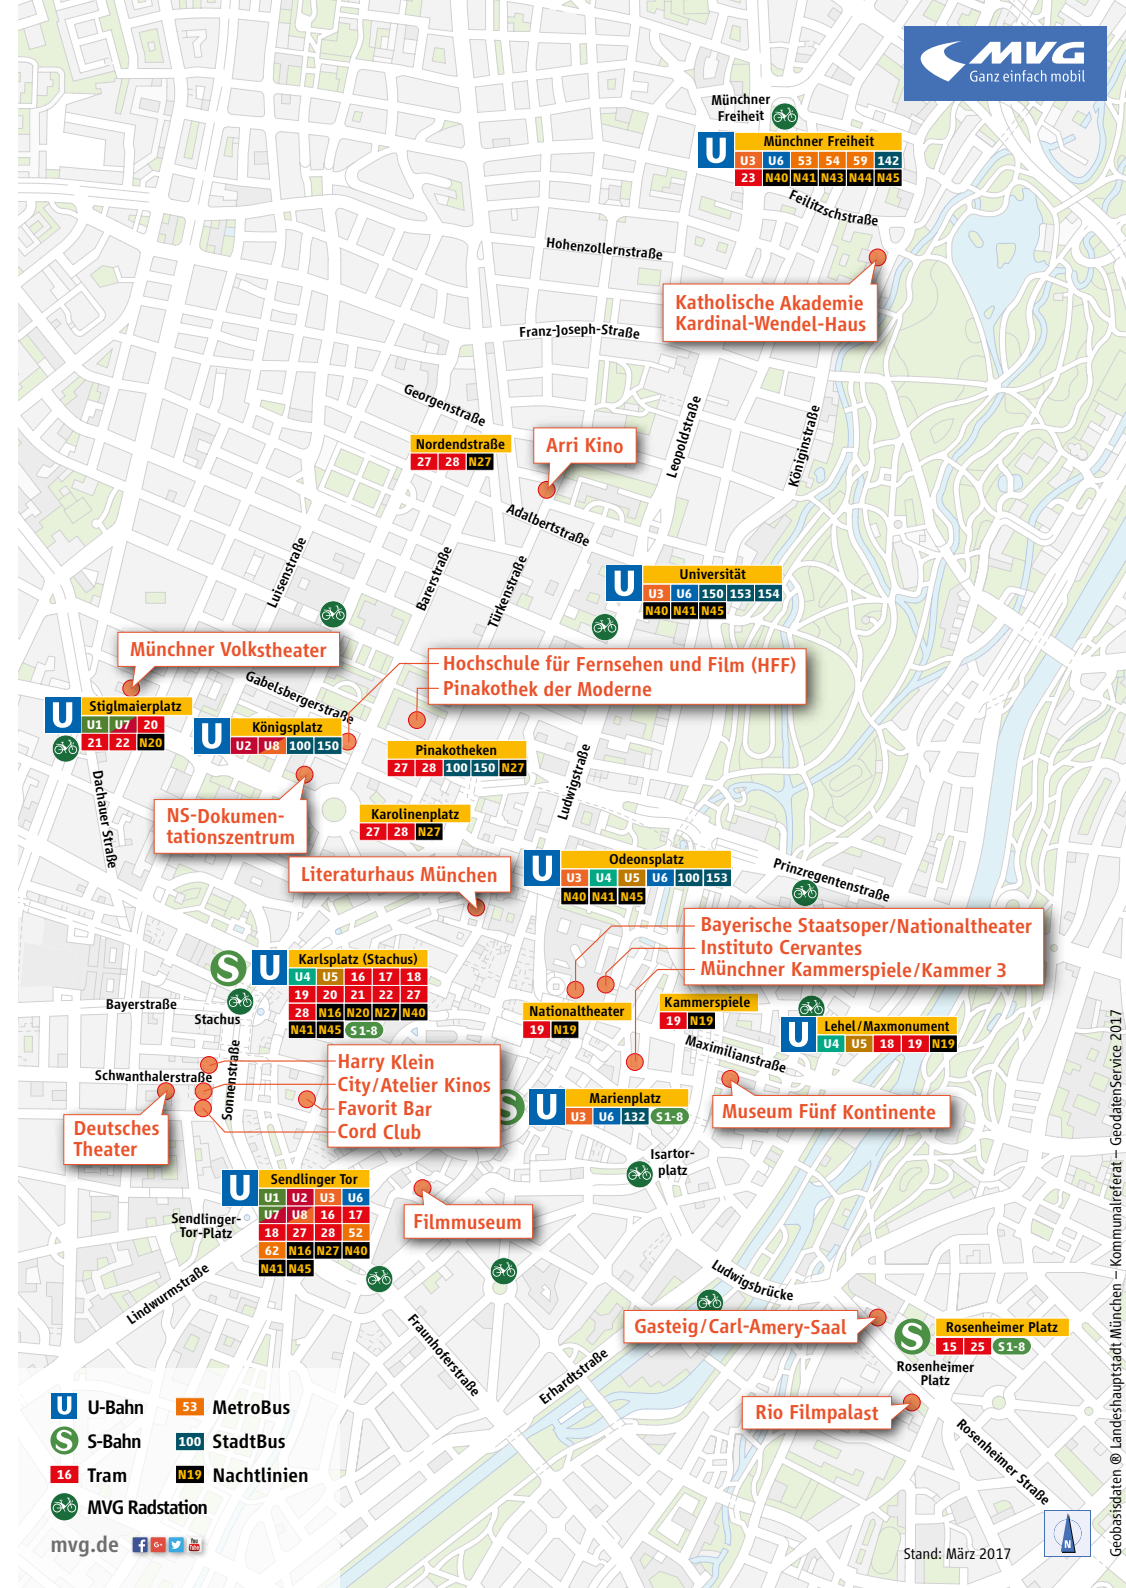 MVG
Ganz einfach mobil
Münchner
Freiheit
U
Münchner Freiheit
U3 U6 53 54 59 142
23 N40 N41 N43 N44 N45
Feilitzschstraße
Hohenzollernstraße
Katholische Akademie
Kardinal-Wendel-Haus
Franz-Joseph-Straße
Georgenstraße
Leopoldstraße
Königinstraße
Nordendstraße
27 28 N27
Arri Kino
Adalbertstraße
Luisenstraße
Barerstraße
Türkenstraße
U
Universität
U3 U6 150 153 154
N40 N41 N45
Münchner Volkstheater
Hochschule für Fernsehen und Film (HFF)
Pinakothek der Moderne
Gabelsbergerstraße
U
Stiglmaierplatz
U1 U7 20
21 22 N20
U
Königsplatz
U2 U8 100 150
Pinakotheken
27 28 100 150 N27
Ludwigstraße
Dachauer Straße
NS-Dokumen-
tationszentrum
Karolinenplatz
27 28 N27
Literaturhaus München
U
Odeonsplatz
U3 U4 U5 U6 100 153
N40 N41 N45
Prinzregentenstraße
Bayerische Staatsoper/Nationaltheater
Instituto Cervantes
Münchner Kammerspiele/Kammer 3
S
U
Karlsplatz (Stachus)
U4 U5 16 17 18
19 20 21 22 27
28 N16 N20 N27 N40
N41 N45 S1-8
Bayerstraße
Stachus
Nationaltheater
19 N19
Kammerspiele
19 N19
U
Lehel/Maxmonument
U4 U5 18 19 N19
Maximilianstraße
Sonnenstraße
Schwanthalerstraße
Harry Klein
City/Atelier Kinos
Favorit Bar
Cord Club
Deutsches
Theater
S
U
Marienplatz
U3 U6 132 S1-8
Museum Fünf Kontinente
Isartor-
platz
U
Sendlinger Tor
U1 U2 U3 U6
U7 U8 16 17
18 27 28 52
62 N16 N27 N40
N41 N45
Sendlinger-
Tor-Platz
Filmmuseum
Lindwurmstraße
Fraunhoferstraße
Ludwigsbrücke
Gasteig/Carl-Amery-Saal
S
Rosenheimer Platz
15 25 S1-8
Rosenheimer
Platz
Erhardtstraße
Rio Filmpalast
Rosenheimer Straße
U U-Bahn
53 MetroBus
S S-Bahn
100 StadtBus
16 Tram
N19 Nachtlinien
MVG Radstation
mvg.de
f G+ You Tube
Stand: März 2017
N
Geobasisdaten ® Landeshauptstadt München – Kommunalreferat – GeodatenService 2017